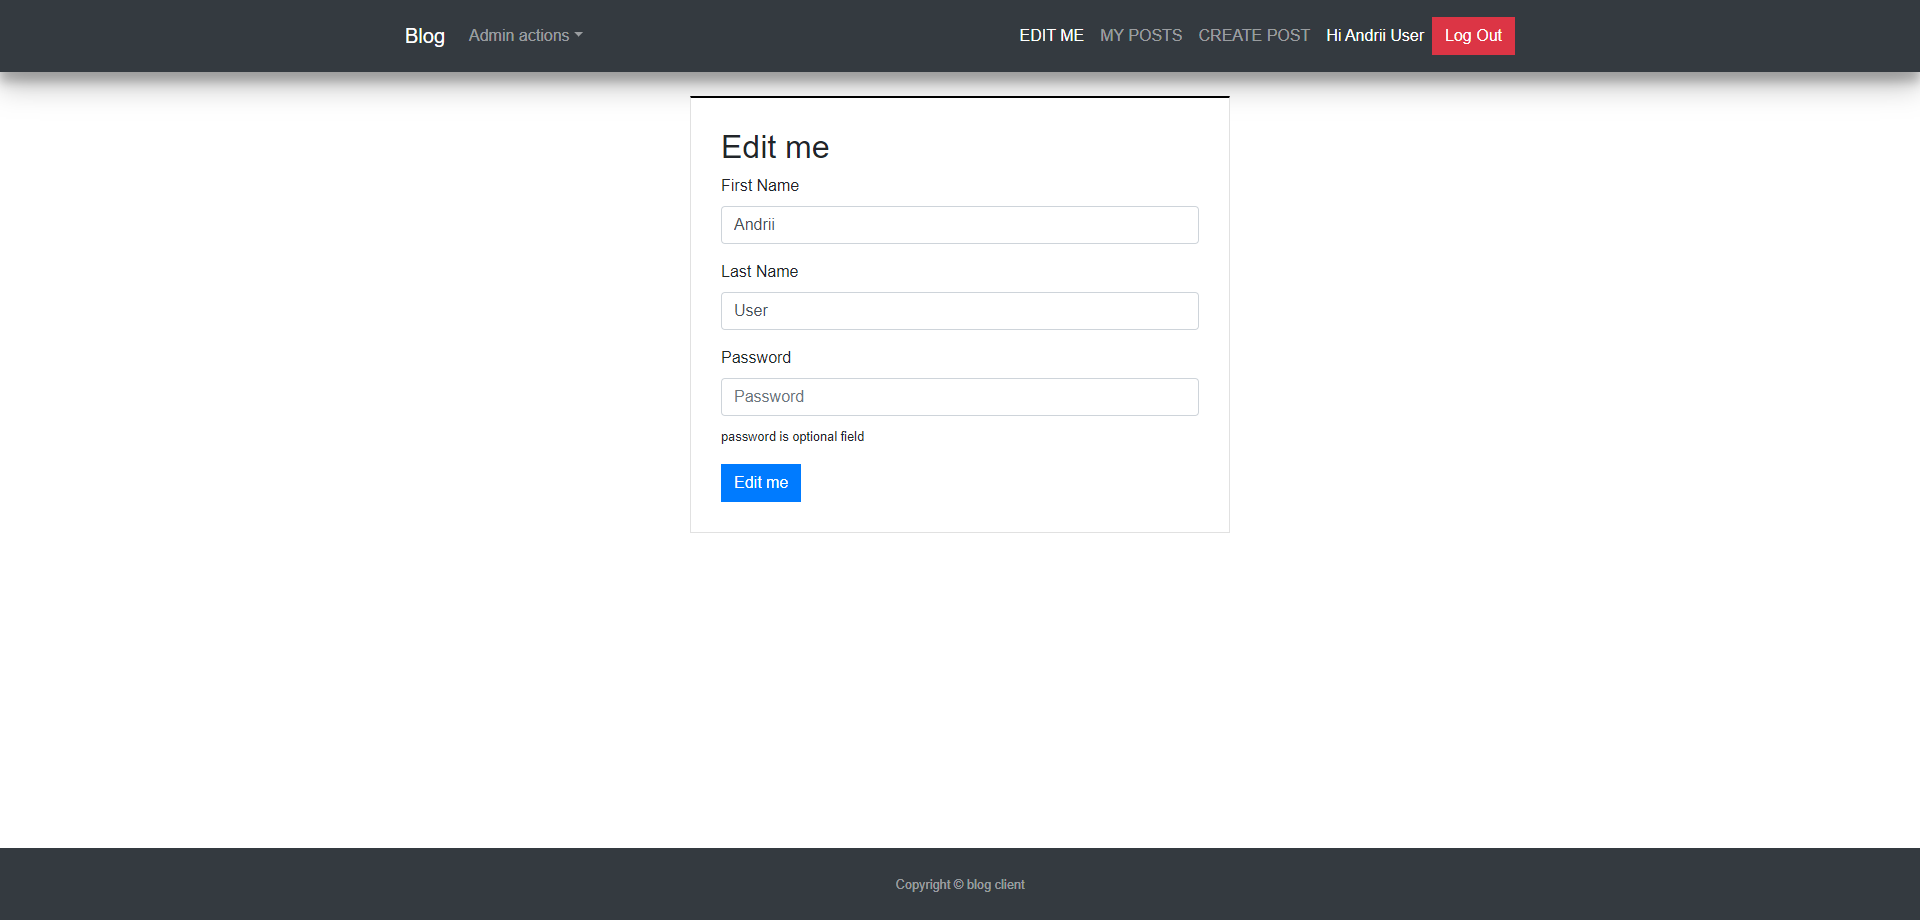 Blog Admin actions EDIT ME MY POSTS CREATE POST Hi Andrii User Log Out
Edit me
First Name
Andrii
Last Name
User
Password
Password
password is optional field
Edit me
Copyright © blog client